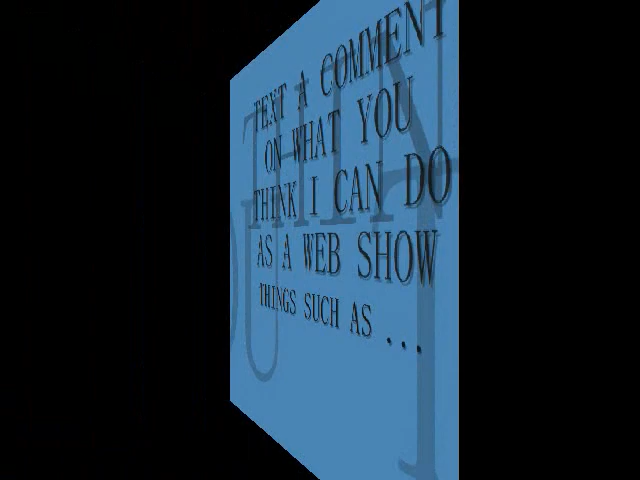 TEXT A COMMENT
ON WHAT YOU
THINK I CAN DO
AS A WEB SHOW
THINGS SUCH AS ...